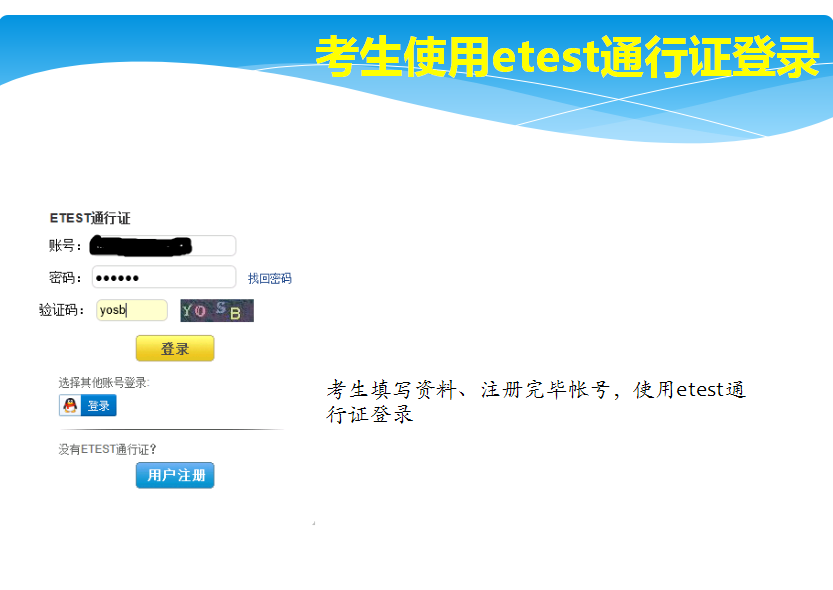 考生使用etest通行证登录
ETEST通行证
账号：
密码： •••••• 找回密码
验证码： yosb YOSB
登录
选择其他账号登录:
登录
没有ETEST通行证?
用户注册
考生填写资料、注册完毕帐号，使用etest通
行证登录